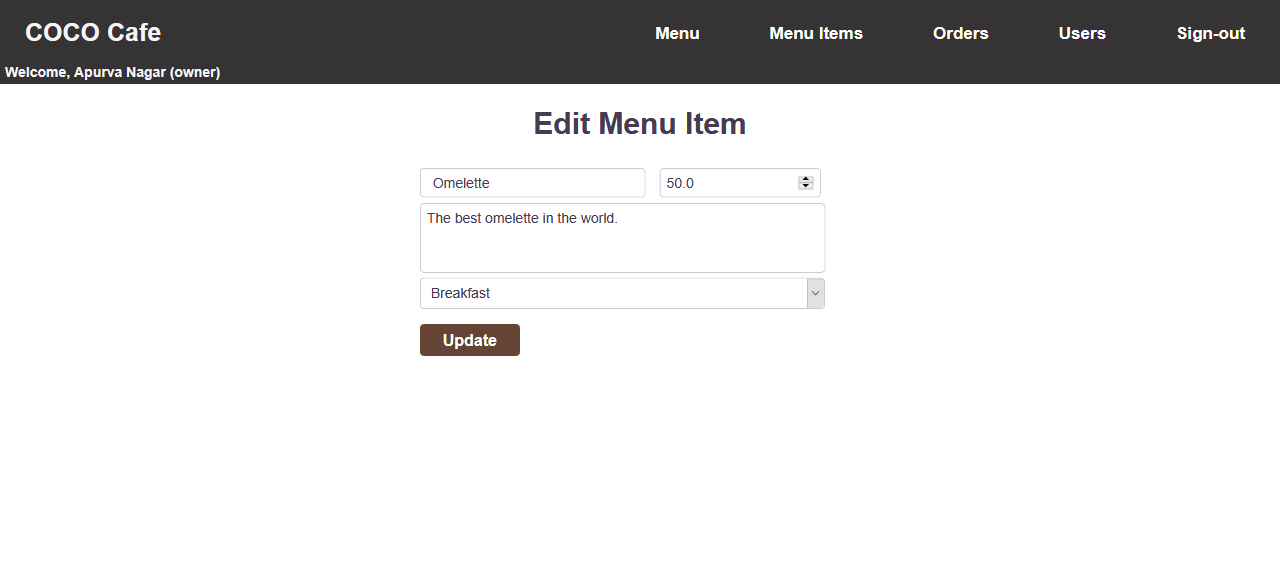 COCO Cafe Menu Menu Items Orders Users Sign-out
Welcome, Apurva Nagar (owner)
Edit Menu Item
Omelette 50.0
The best omelette in the world.
Breakfast
Update